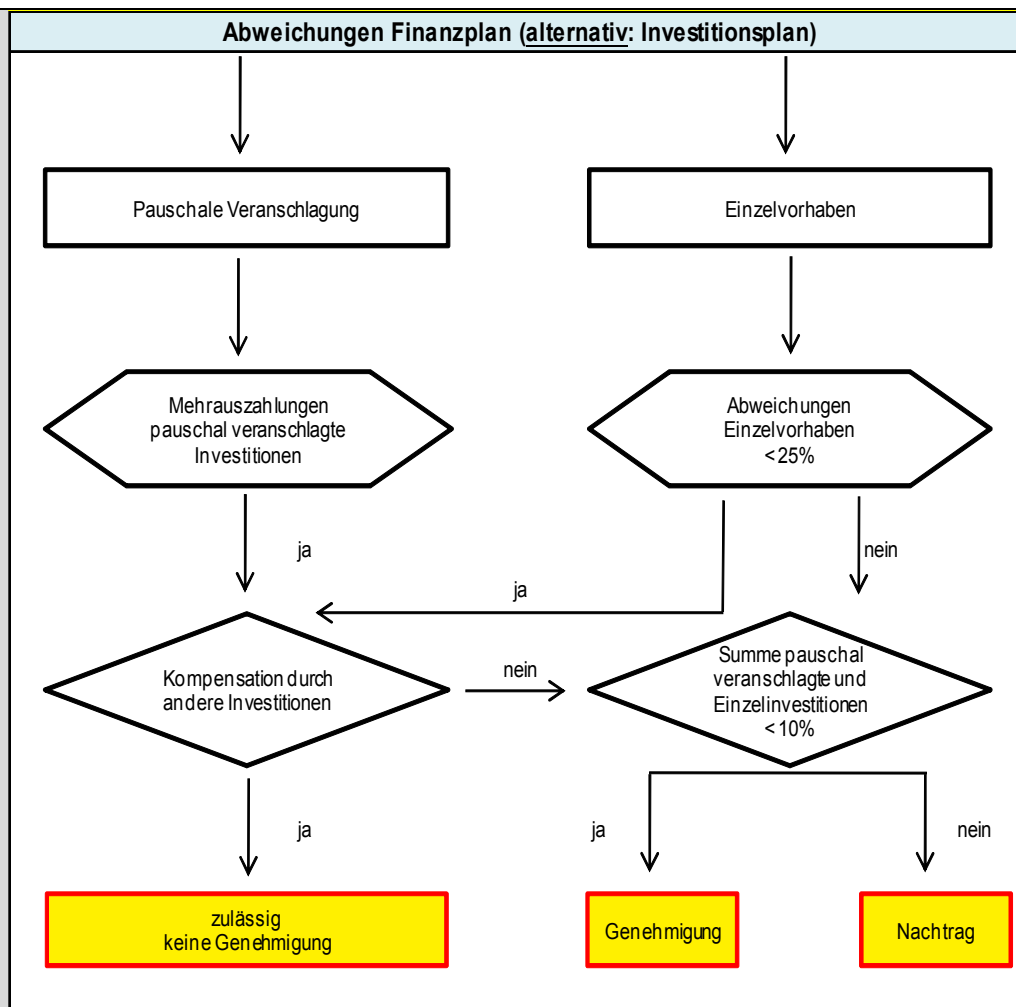 Abweichungen Finanzplan (alternativ: Investitionsplan)
Pauschale Veranschlagung
Einzelvorhaben
Mehrauszahlungen
pauschal veranschlagte
Investitionen
Abweichungen
Einzelvorhaben
<25%
ja
nein
ja
Kompensation durch
andere Investitionen
nein
Summe pauschal
veranschlagte und
Einzelinvestitionen
<10%
ja
ja
nein
zulässig
keine Genehmigung
Genehmigung
Nachtrag